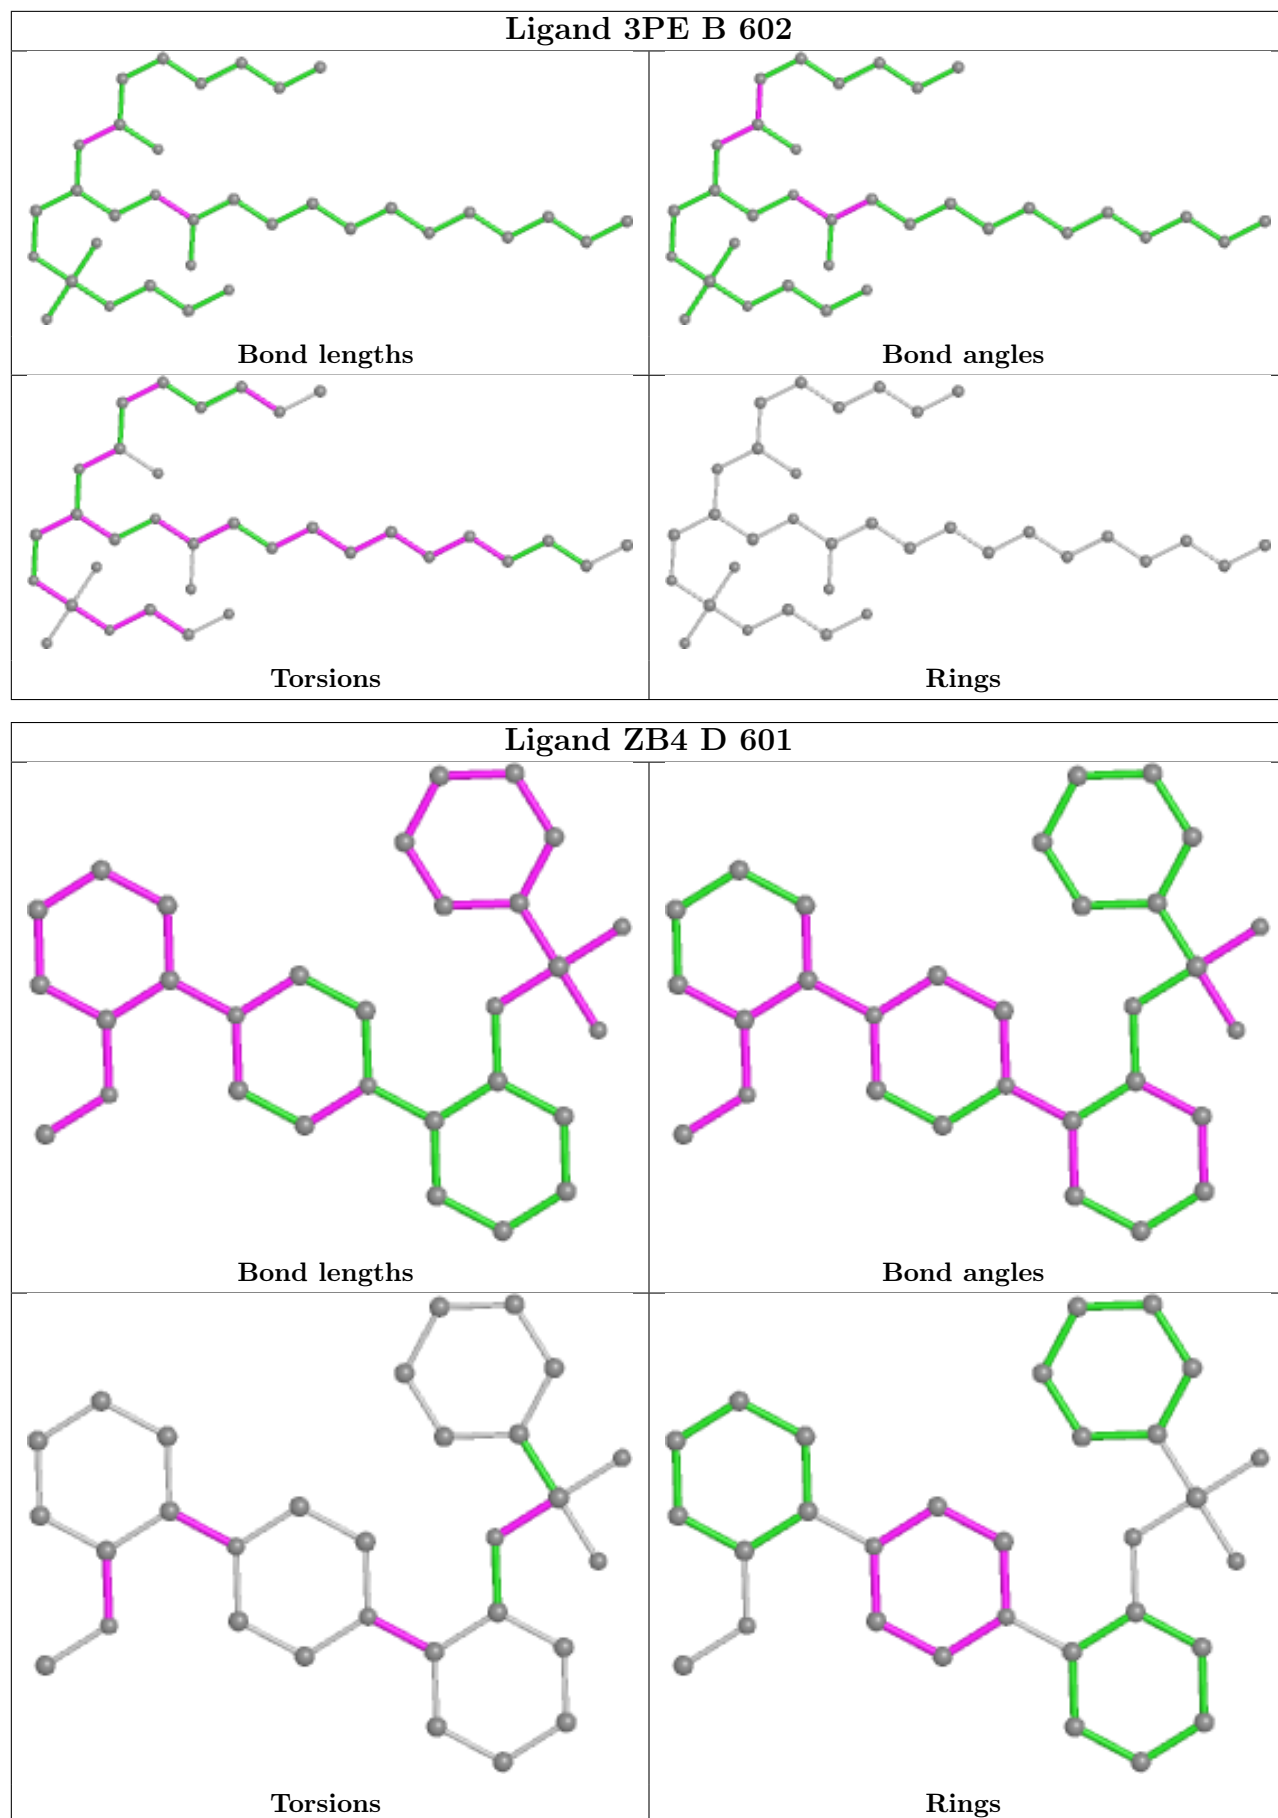 Ligand 3PE B 602
Bond lengths
Bond angles
Torsions
Rings
Ligand ZB4 D 601
Bond lengths
Bond angles
Torsions
Rings